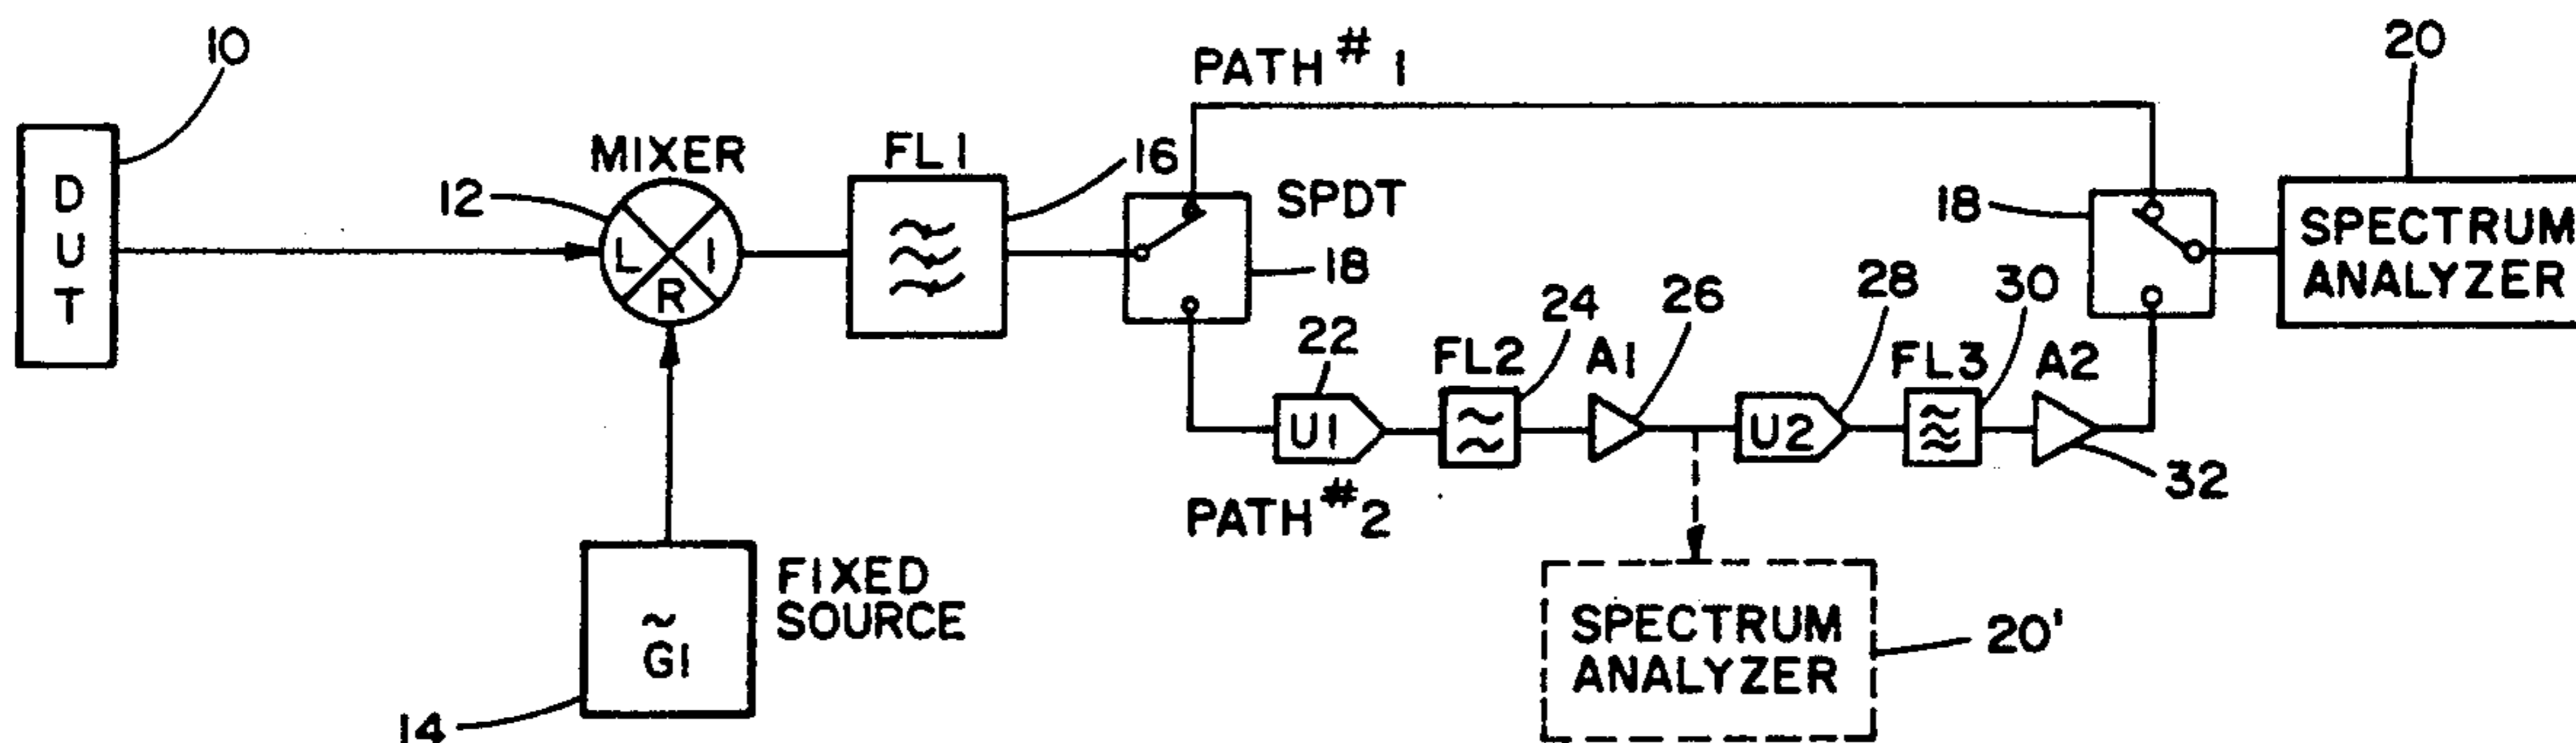 10
DUT
MIXER
12
L
I
R
FL1
16
PATH #1
SPDT
18
18
20
SPECTRUM
ANALYZER
22
U1
FL2
24
A1
26
28
U2
FL3
30
A2
32
PATH #2
FIXED
SOURCE
G1
14
SPECTRUM
ANALYZER
20'